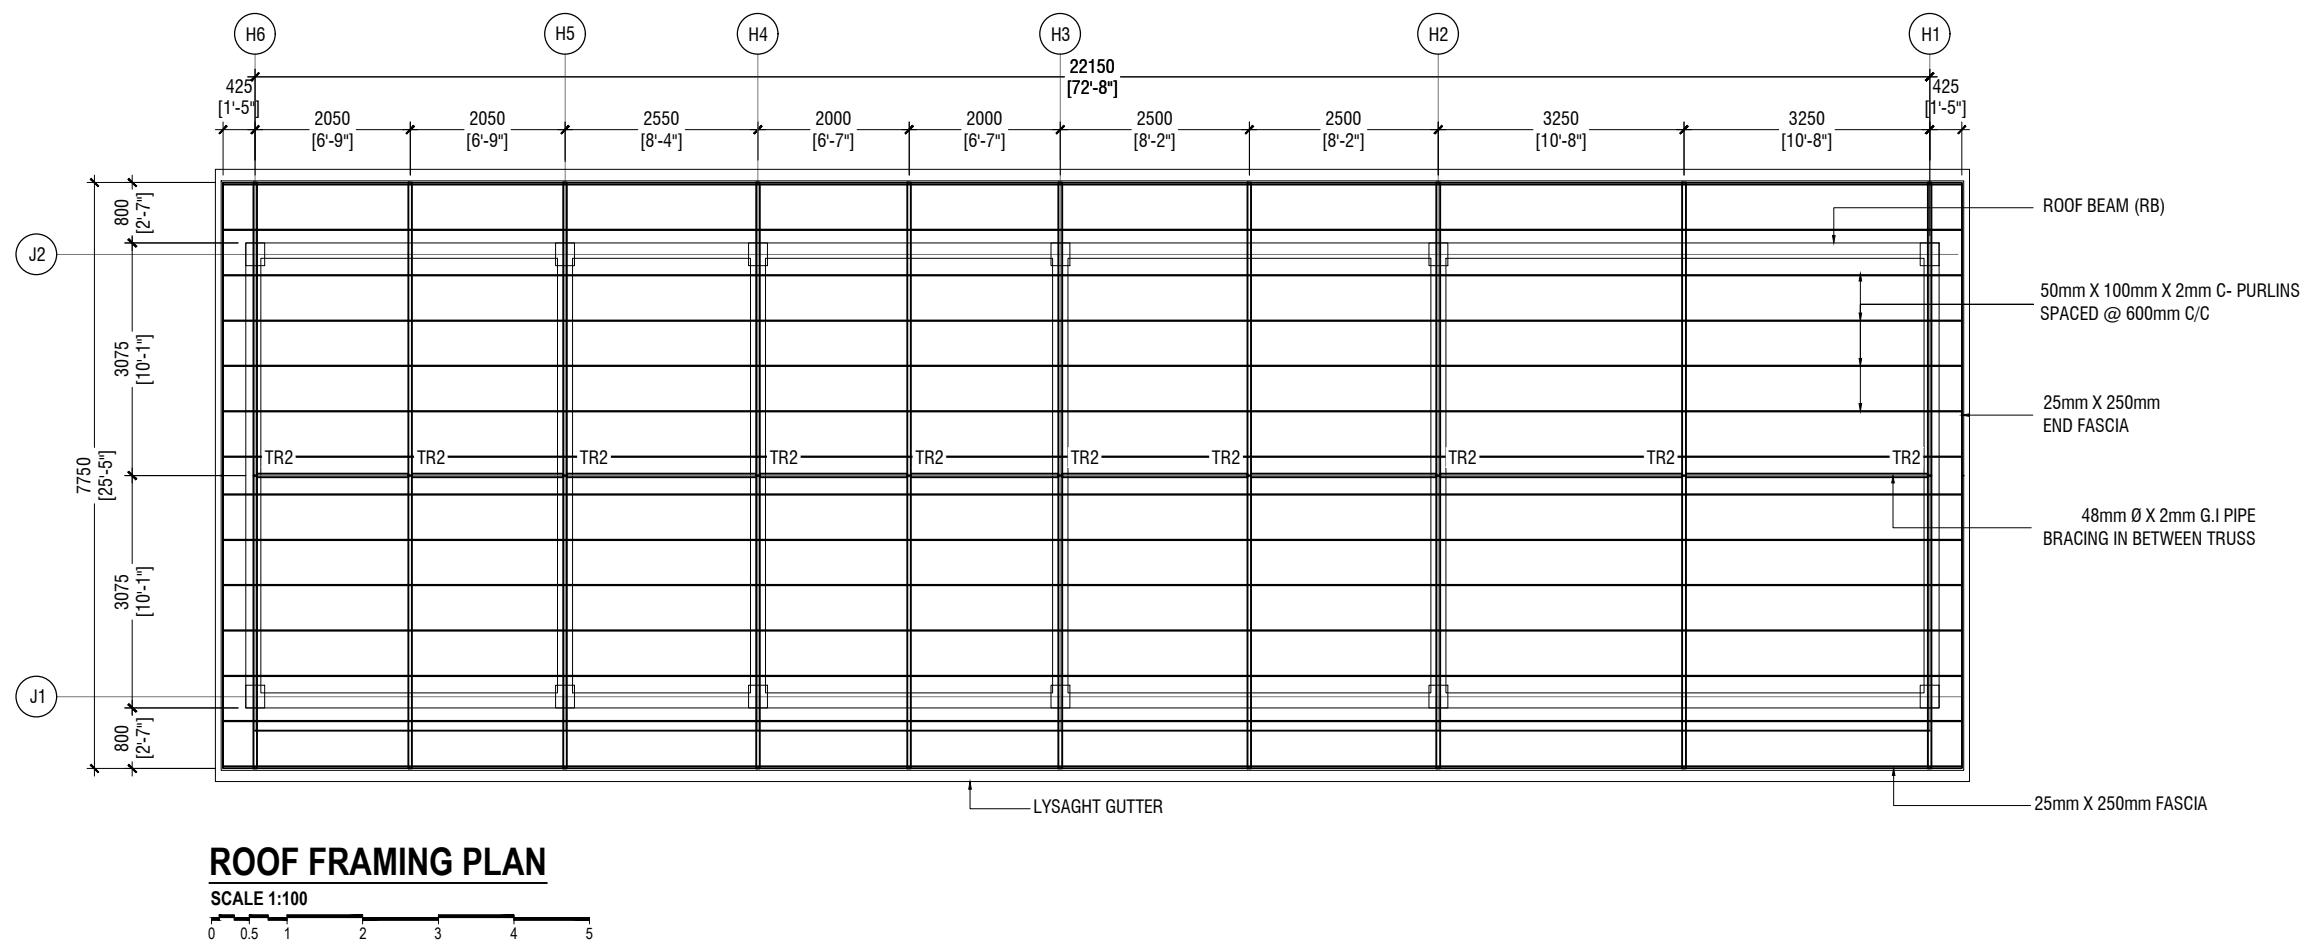 H6
H5
H4
H3
H2
H1
22150
[72'-8"]
425
[1'-5"]
425
[1'-5"]
2050
[6'-9"]
2050
[6'-9"]
2550
[8'-4"]
2000
[6'-7"]
2000
[6'-7"]
2500
[8'-2"]
2500
[8'-2"]
3250
[10'-8"]
3250
[10'-8"]
800
[2'-7"]
J2
3075
[10'-1"]
7750
[25'-5"]
3075
[10'-1"]
J1
800
[2'-7"]
ROOF BEAM (RB)
50mm X 100mm X 2mm C- PURLINS
SPACED @ 600mm C/C
25mm X 250mm
END FASCIA
TR2
TR2
TR2
TR2
TR2
TR2
TR2
TR2
TR2
TR2
48mm Ø X 2mm G.I PIPE
BRACING IN BETWEEN TRUSS
LYSAGHT GUTTER
25mm X 250mm FASCIA
ROOF FRAMING PLAN
SCALE 1:100
0 0.5 1 2 3 4 5